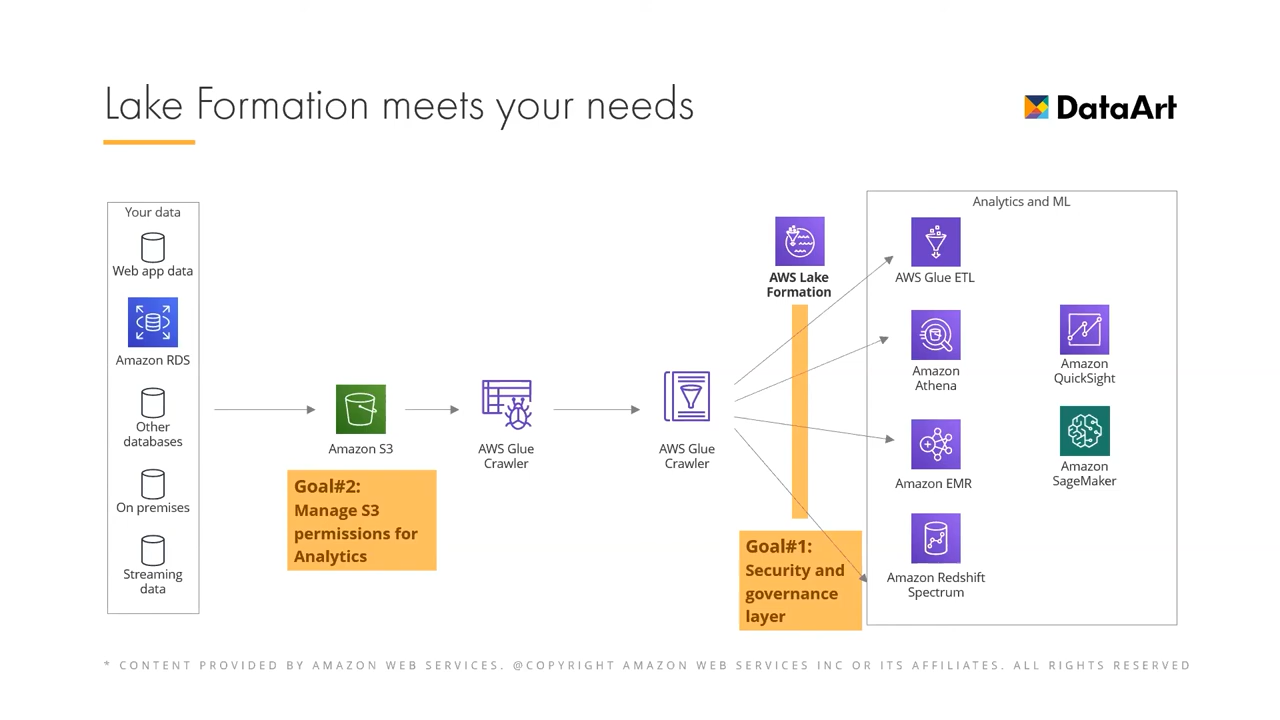 Lake Formation meets your needs
DataArt
Your data
Web app data
Amazon RDS
Other
databases
On premises
Streaming
data
Amazon S3
Goal#2:
Manage S3
permissions for
Analytics
AWS Glue
Crawler
AWS Glue
Crawler
AWS Lake
Formation
Goal#1:
Security and
governance
layer
Analytics and ML
AWS Glue ETL
Amazon
Athena
Amazon EMR
Amazon Redshift
Spectrum
Amazon
QuickSight
Amazon
SageMaker
* CONTENT PROVIDED BY AMAZON WEB SERVICES. @COPYRIGHT AMAZON WEB SERVICES INC OR ITS AFFILIATES. ALL RIGHTS RESERVED